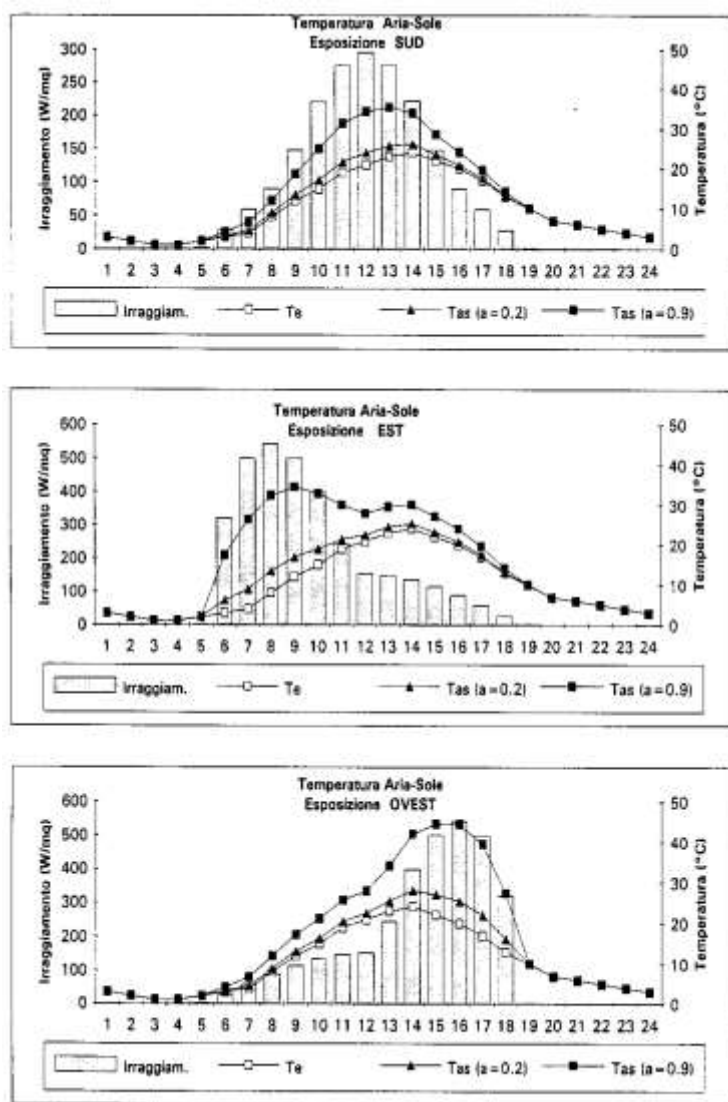 Temperatura Aria-Sole
Esposizione SUD
Irraggiamento (W/mq)
300
250
200
150
100
50
0
50
40
30
20
10
0
Temperatura (°C)
1 2 3 4 5 6 7 8 9 10 11 12 13 14 15 16 17 18 19 20 21 22 23 24
Irraggiam. Te Tas (a=0.2) Tas (a=0.9)
Temperatura Aria-Sole
Esposizione EST
Irraggiamento (W/mq)
600
500
400
300
200
100
0
50
40
30
20
10
0
Temperatura (°C)
1 2 3 4 5 6 7 8 9 10 11 12 13 14 15 16 17 18 19 20 21 22 23 24
Irraggiam. Te Tas (a=0.2) Tas (a=0.9)
Temperatura Aria-Sole
Esposizione OVEST
Irraggiamento (W/mq)
600
500
400
300
200
100
0
50
40
30
20
10
0
Temperatura (°C)
1 2 3 4 5 6 7 8 9 10 11 12 13 14 15 16 17 18 19 20 21 22 23 24
Irraggiam. Te Tas (a=0.2) Tas (a=0.9)